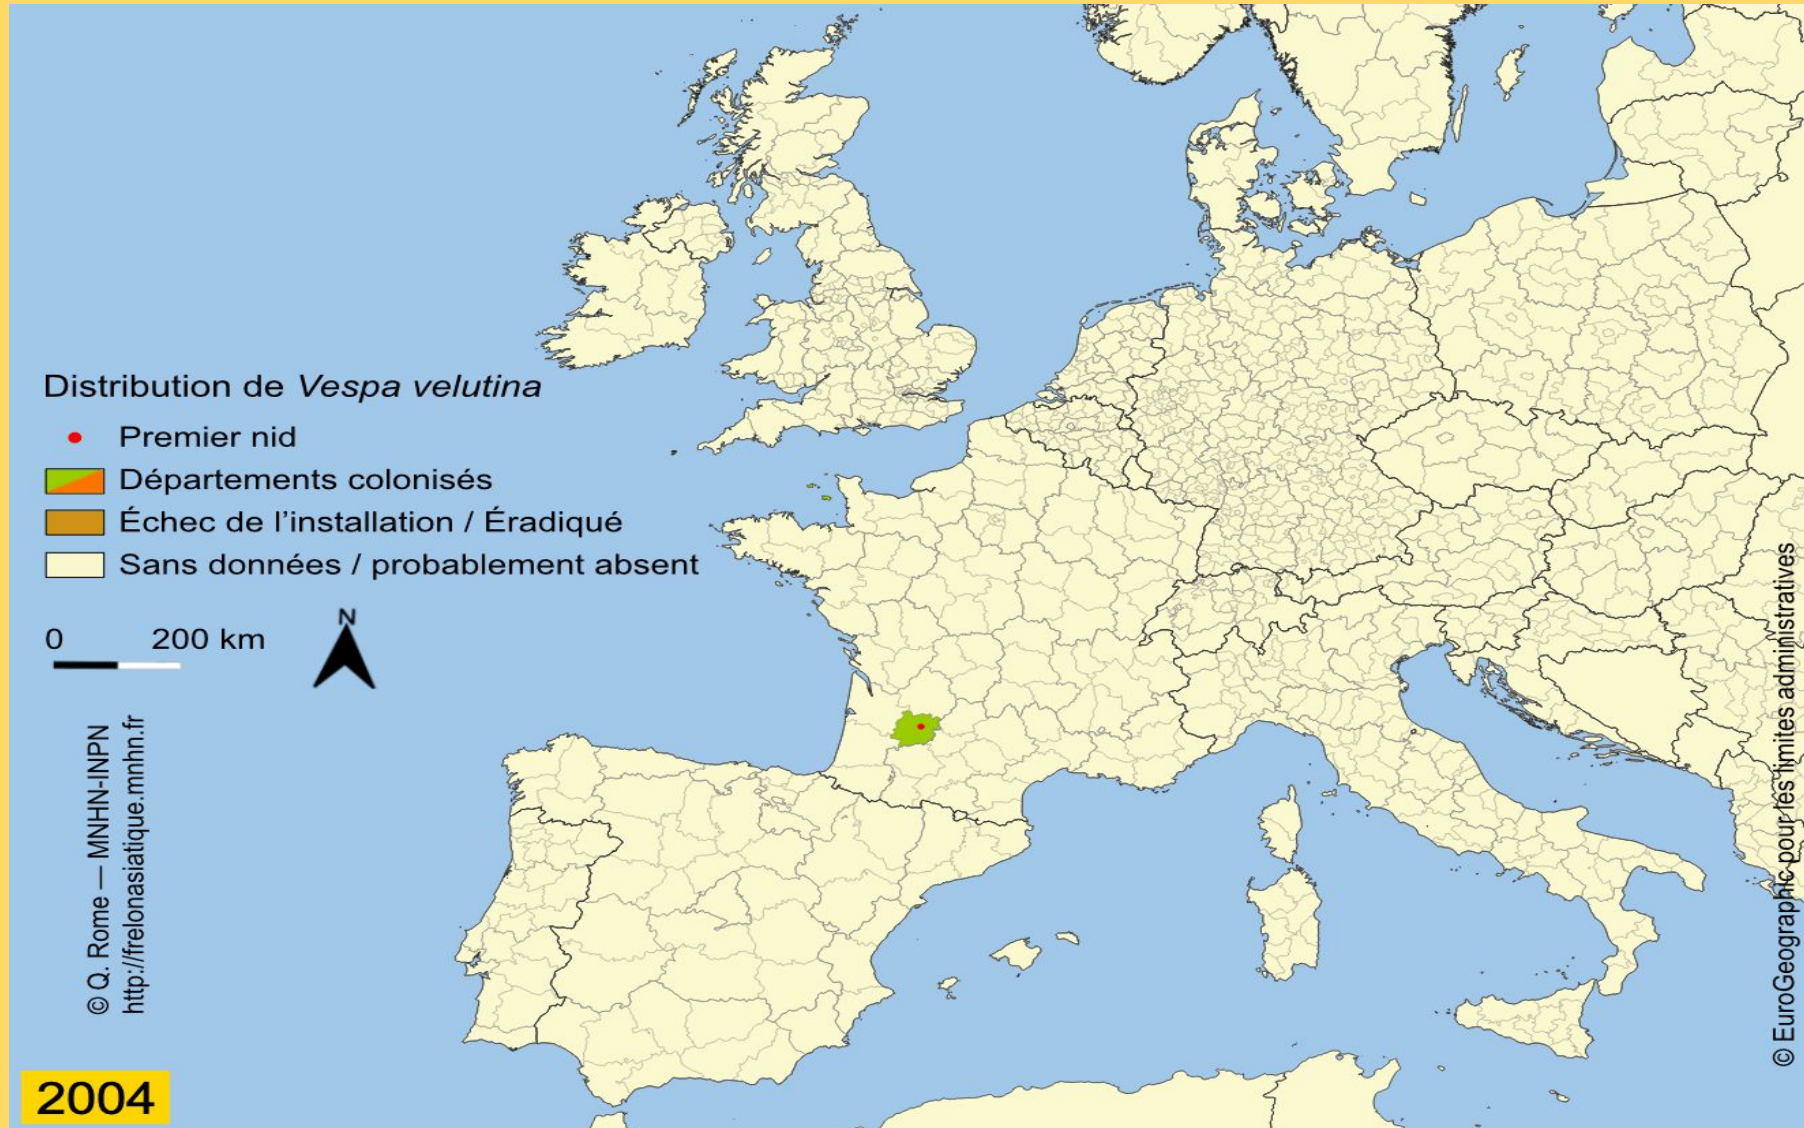 Distribution de Vespa velutina
Premier nid
Départements colonisés
Échec de l'installation / Éradiqué
Sans données / probablement absent
0 200 km
N
© Q. Rome — MNHN-INPN
http://frelonasiatique.mnhn.fr
2004
© EuroGeographic pour les limites administratives